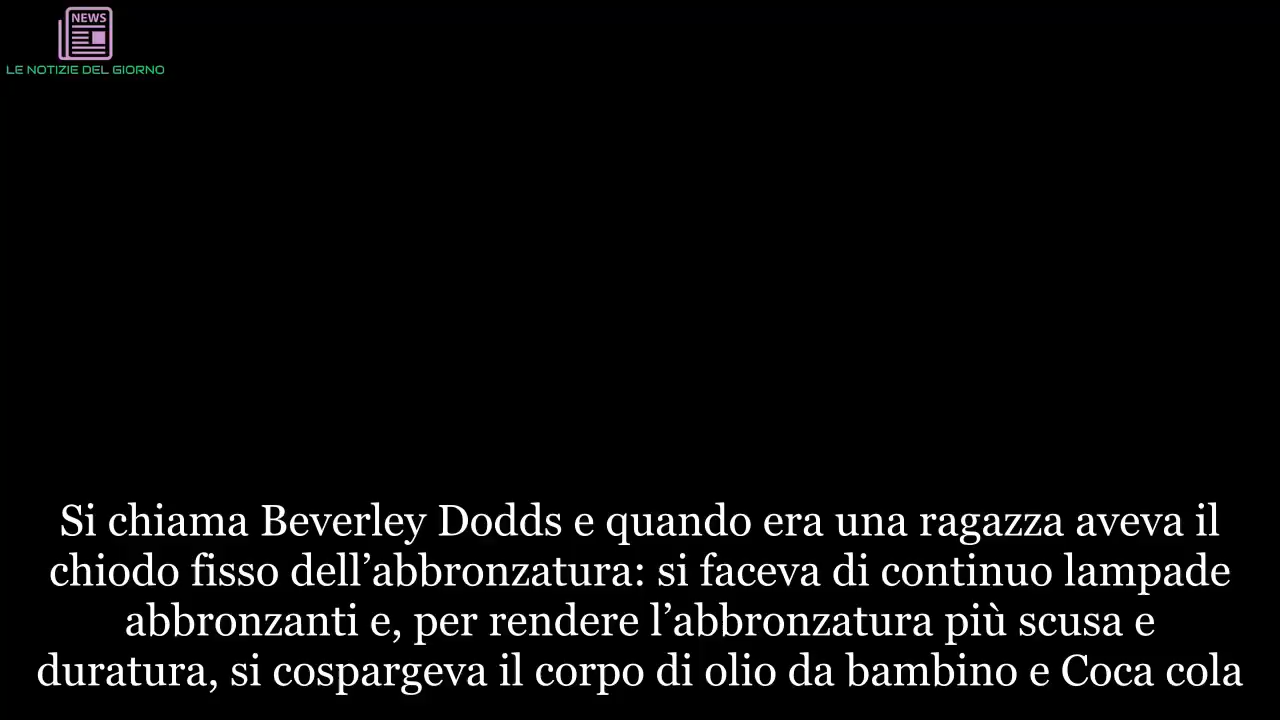 NEWS
LE NOTIZIE DEL GIORNO
Si chiama Beverley Dodds e quando era una ragazza aveva il
chiodo fisso dell’abbronzatura: si faceva di continuo lampade
abbronzanti e, per rendere l’abbronzatura più scusa e
duratura, si cospargeva il corpo di olio da bambino e Coca cola